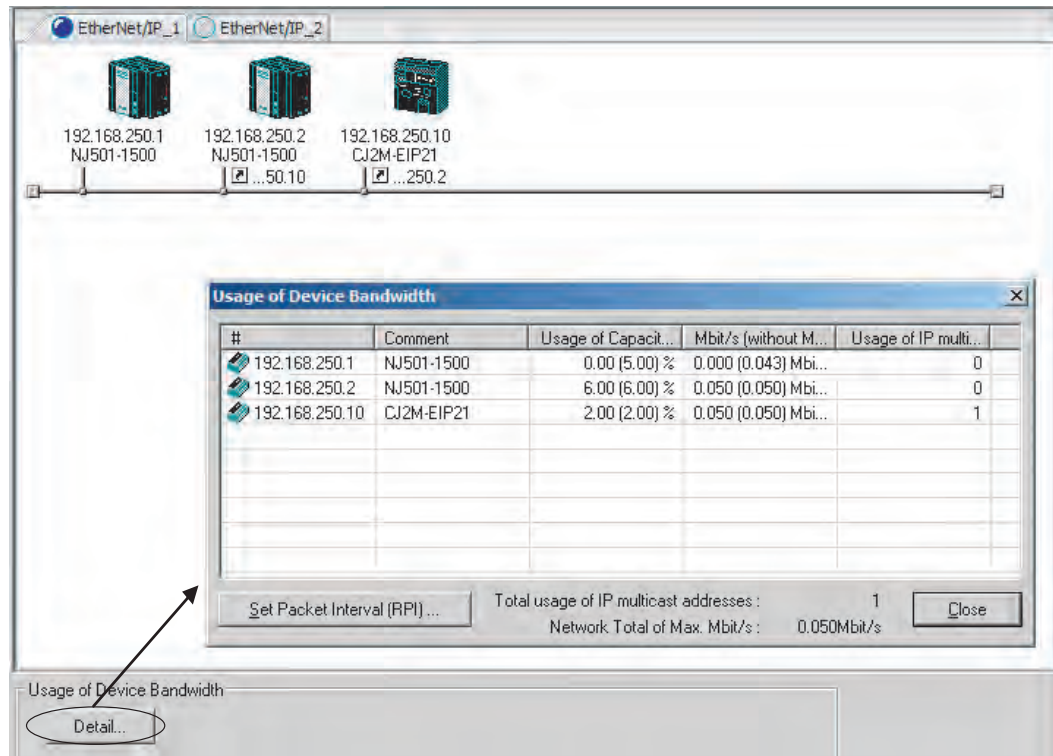 EtherNet/IP_1 EtherNet/IP_2
192.168.250.1 192.168.250.2 192.168.250.10
NJ501-1500 NJ501-1500 CJ2M-EIP21
...50.10 ...250.2
Usage of Device Bandwidth
# Comment Usage of Capacit... Mbit/s (without M... Usage of IP multi...
192.168.250.1 NJ501-1500 0.00 (5.00) % 0.000 (0.043) Mbi... 0
192.168.250.2 NJ501-1500 6.00 (6.00) % 0.050 (0.050) Mbi... 0
192.168.250.10 CJ2M-EIP21 2.00 (2.00) % 0.050 (0.050) Mbi... 1
Set Packet Interval (RPI) ... Total usage of IP multicast addresses : 1 Close
Network Total of Max. Mbit/s : 0.050Mbit/s
Usage of Device Bandwidth
Detail...